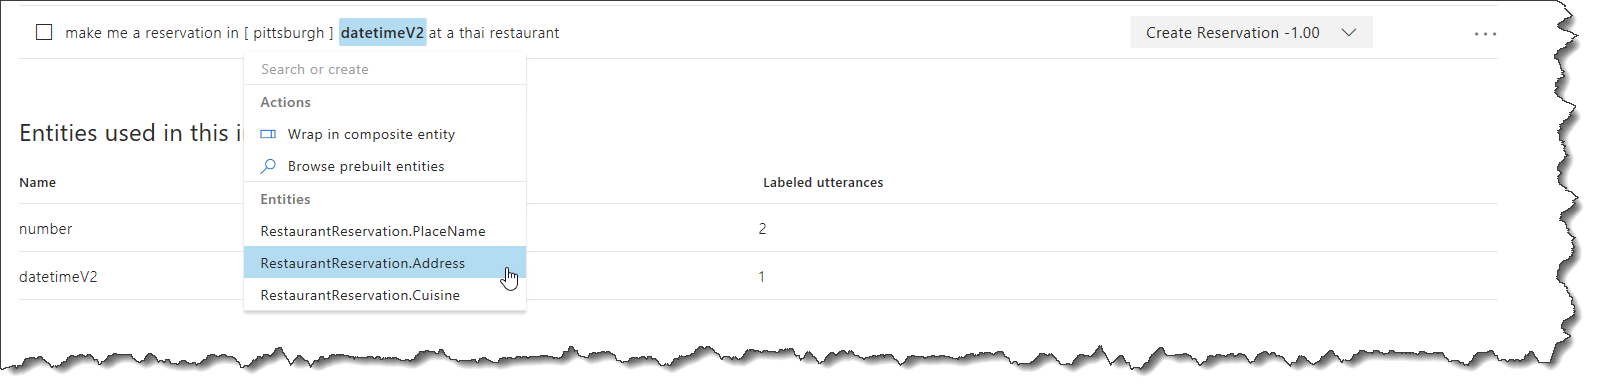 make me a reservation in [ pittsburgh ] datetimeV2 at a thai restaurant
Create Reservation -1.00
Search or create
Actions
Wrap in composite entity
Browse prebuilt entities
Entities
RestaurantReservation.PlaceName
RestaurantReservation.Address
RestaurantReservation.Cuisine
Entities used in this i
Name Labeled utterances
number 2
datetimeV2 1